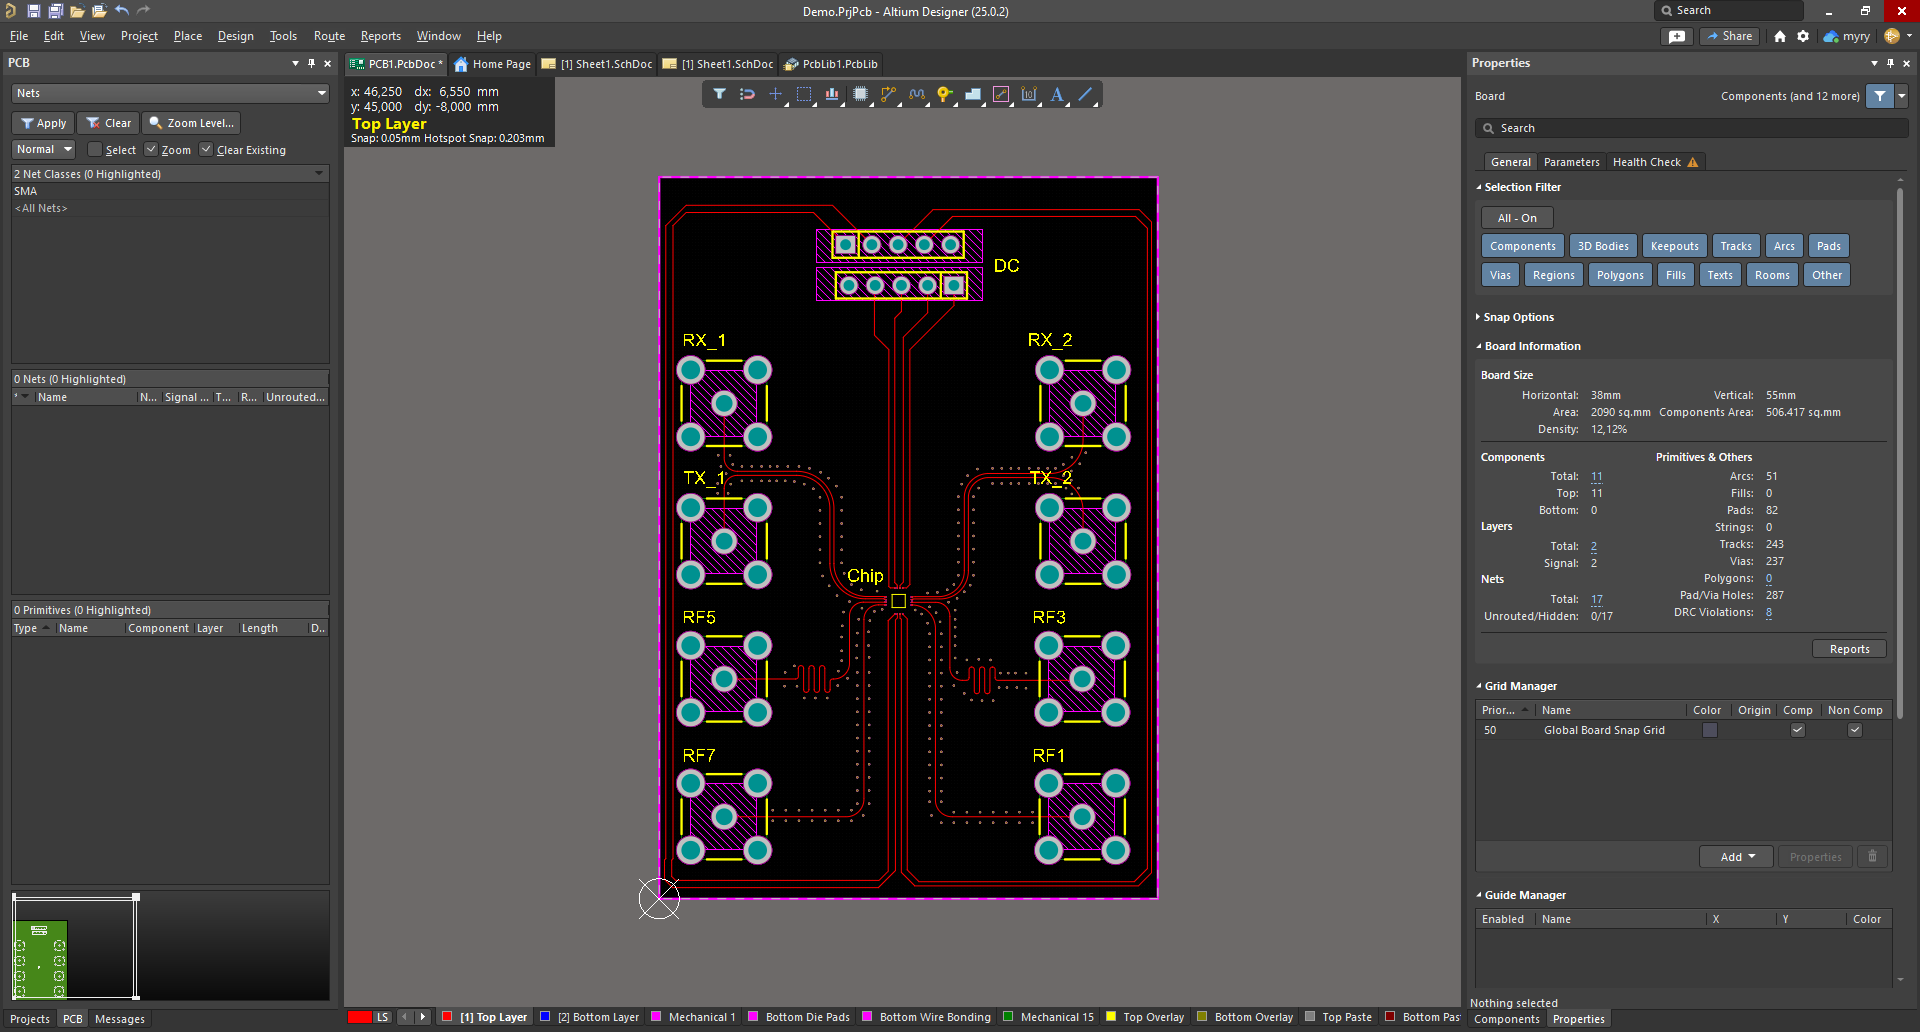 Demo.PrjPcb - Altium Designer (25.0.2)
Search
File Edit View Project Place Design Tools Route Reports Window Help
Share
myry
PCB
Nets
Apply Clear Zoom Level...
Normal Select Zoom Clear Existing
2 Net Classes (0 Highlighted)
SMA
<All Nets>
0 Nets (0 Highlighted)
* Name N... Signal ... T... R... Unrouted...
0 Primitives (0 Highlighted)
Type Name Component Layer Length D..
Projects PCB Messages
PCB1.PcbDoc * Home Page [1] Sheet1.SchDoc [1] Sheet1.SchDoc PcbLib1.PcbLib
x: 46,250 dx: 6,550 mm
y: 45,000 dy: -8,000 mm
Top Layer
Snap: 0.05mm Hotspot Snap: 0.203mm
DC
RX_1 RX_2
TX_1 TX_2
Chip
RF5 RF3
RF7 RF1
LS [1] Top Layer [2] Bottom Layer Mechanical 1 Bottom Die Pads Bottom Wire Bonding Mechanical 15 Top Overlay Bottom Overlay Top Paste Bottom Pas
Properties
Board Components (and 12 more)
Search
General Parameters Health Check
Selection Filter
All - On
Components 3D Bodies Keepouts Tracks Arcs Pads
Vias Regions Polygons Fills Texts Rooms Other
Snap Options
Board Information
Board Size
Horizontal: 38mm Vertical: 55mm
Area: 2090 sq.mm Components Area: 506.417 sq.mm
Density: 12,12%
Components Primitives & Others
Total: 11 Arcs: 51
Top: 11 Fills: 0
Bottom: 0 Pads: 82
Layers Strings: 0
Total: 2 Tracks: 243
Signal: 2 Vias: 237
Nets Polygons: 0
Total: 17 Pad/Via Holes: 287
Unrouted/Hidden: 0/17 DRC Violations: 8
Reports
Grid Manager
Prior... Name Color Origin Comp Non Comp
50 Global Board Snap Grid
Add Properties
Guide Manager
Enabled Name X Y Color
Nothing selected
Components Properties